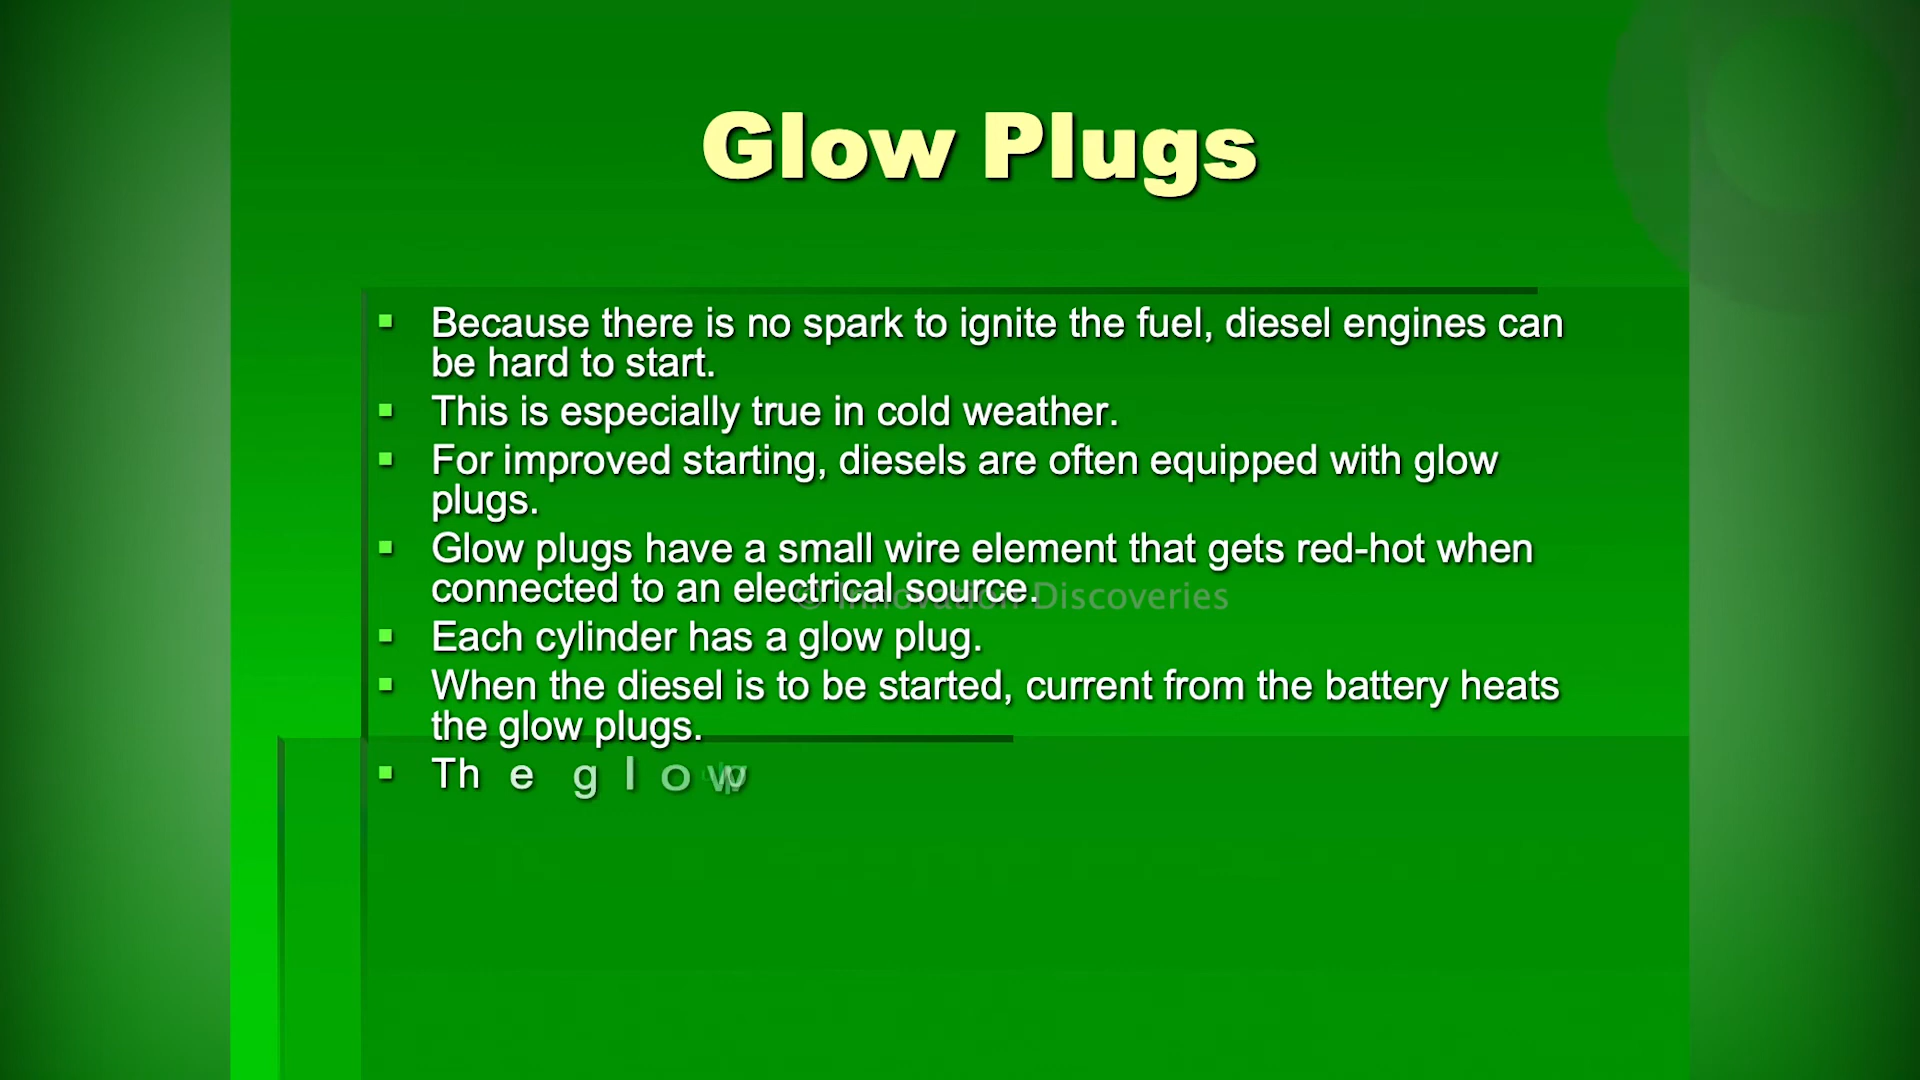 Glow Plugs
Because there is no spark to ignite the fuel, diesel engines can
be hard to start.
This is especially true in cold weather.
For improved starting, diesels are often equipped with glow
plugs.
Glow plugs have a small wire element that gets red-hot when
connected to an electrical source.
© Innovation Discoveries
Each cylinder has a glow plug.
When the diesel is to be started, current from the battery heats
the glow plugs.
The glow